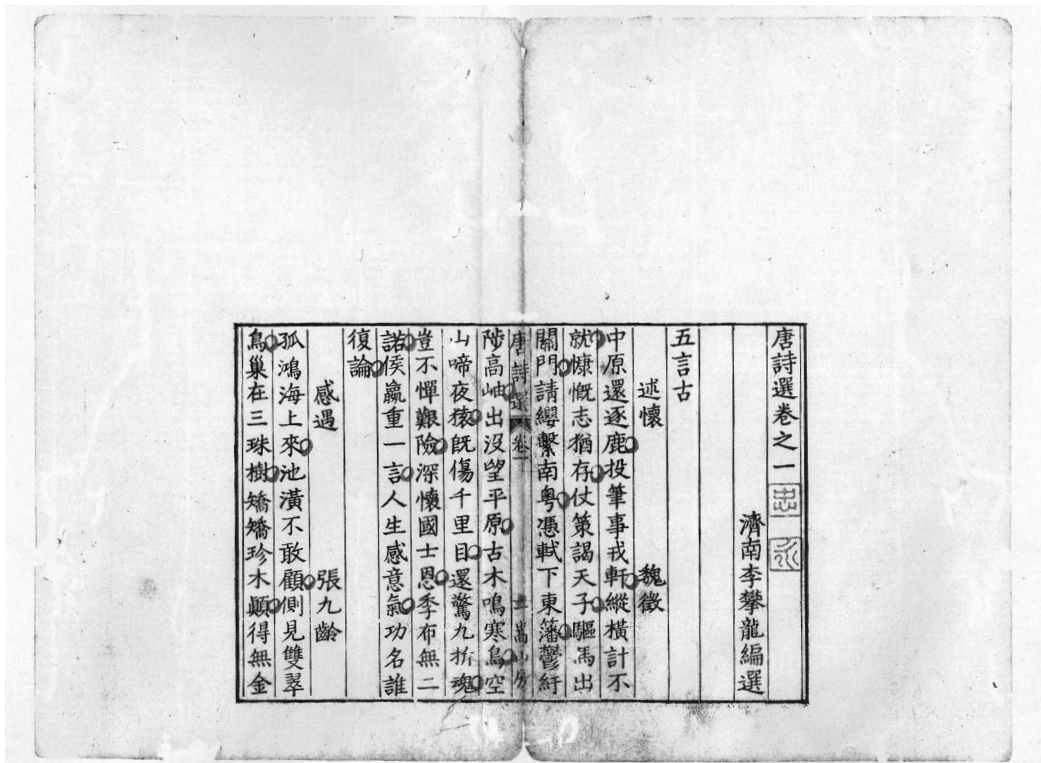 唐詩選卷之一
忠
濟南李攀龍編選
五言古
述懷 魏徵
中原還逐鹿投筆事戎軒縱橫計不
就慷慨志猶存仗策謁天子驅馬出
關門請纓繫南粤憑軾下東藩鬱紆
唐詩選 卷一 嵩山房
陟高岫出沒望平原古木鳴寒鳥空
山啼夜猿旣傷千里目還驚九折魂
豈不憚艱險深懷國士恩季布無二
諾侯嬴重一言人生感意氣功名誰
復論
感遇 張九齡
孤鴻海上來池潢不敢顧側見雙翠
鳥巢在三珠樹矯矯珍木顚得無金